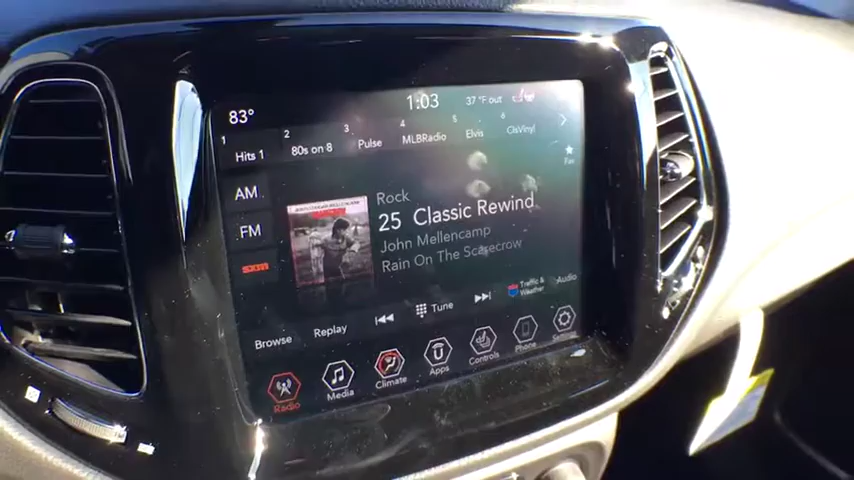 83° 1:03 37 °F out
1 2 3 4 5 6
Hits 1 80s on 8 Pulse MLBRadio Elvis ClsVinyl
Fav
AM
FM
SXM
Rock
25 Classic Rewind
John Mellencamp
Rain On The Scarecrow
Browse Replay Tune Traffic & Weather Audio
Radio Media Climate Apps Controls Phone Settings